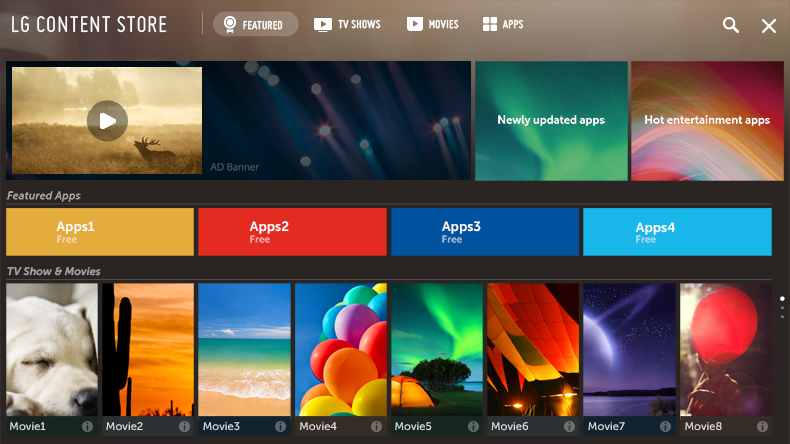 LG CONTENT STORE
FEATURED
TV SHOWS
MOVIES
APPS
AD Banner
Newly updated apps
Hot entertainment apps
Featured Apps
Apps1
Free
Apps2
Free
Apps3
Free
Apps4
Free
TV Show & Movies
Movie1
Movie2
Movie3
Movie4
Movie5
Movie6
Movie7
Movie8